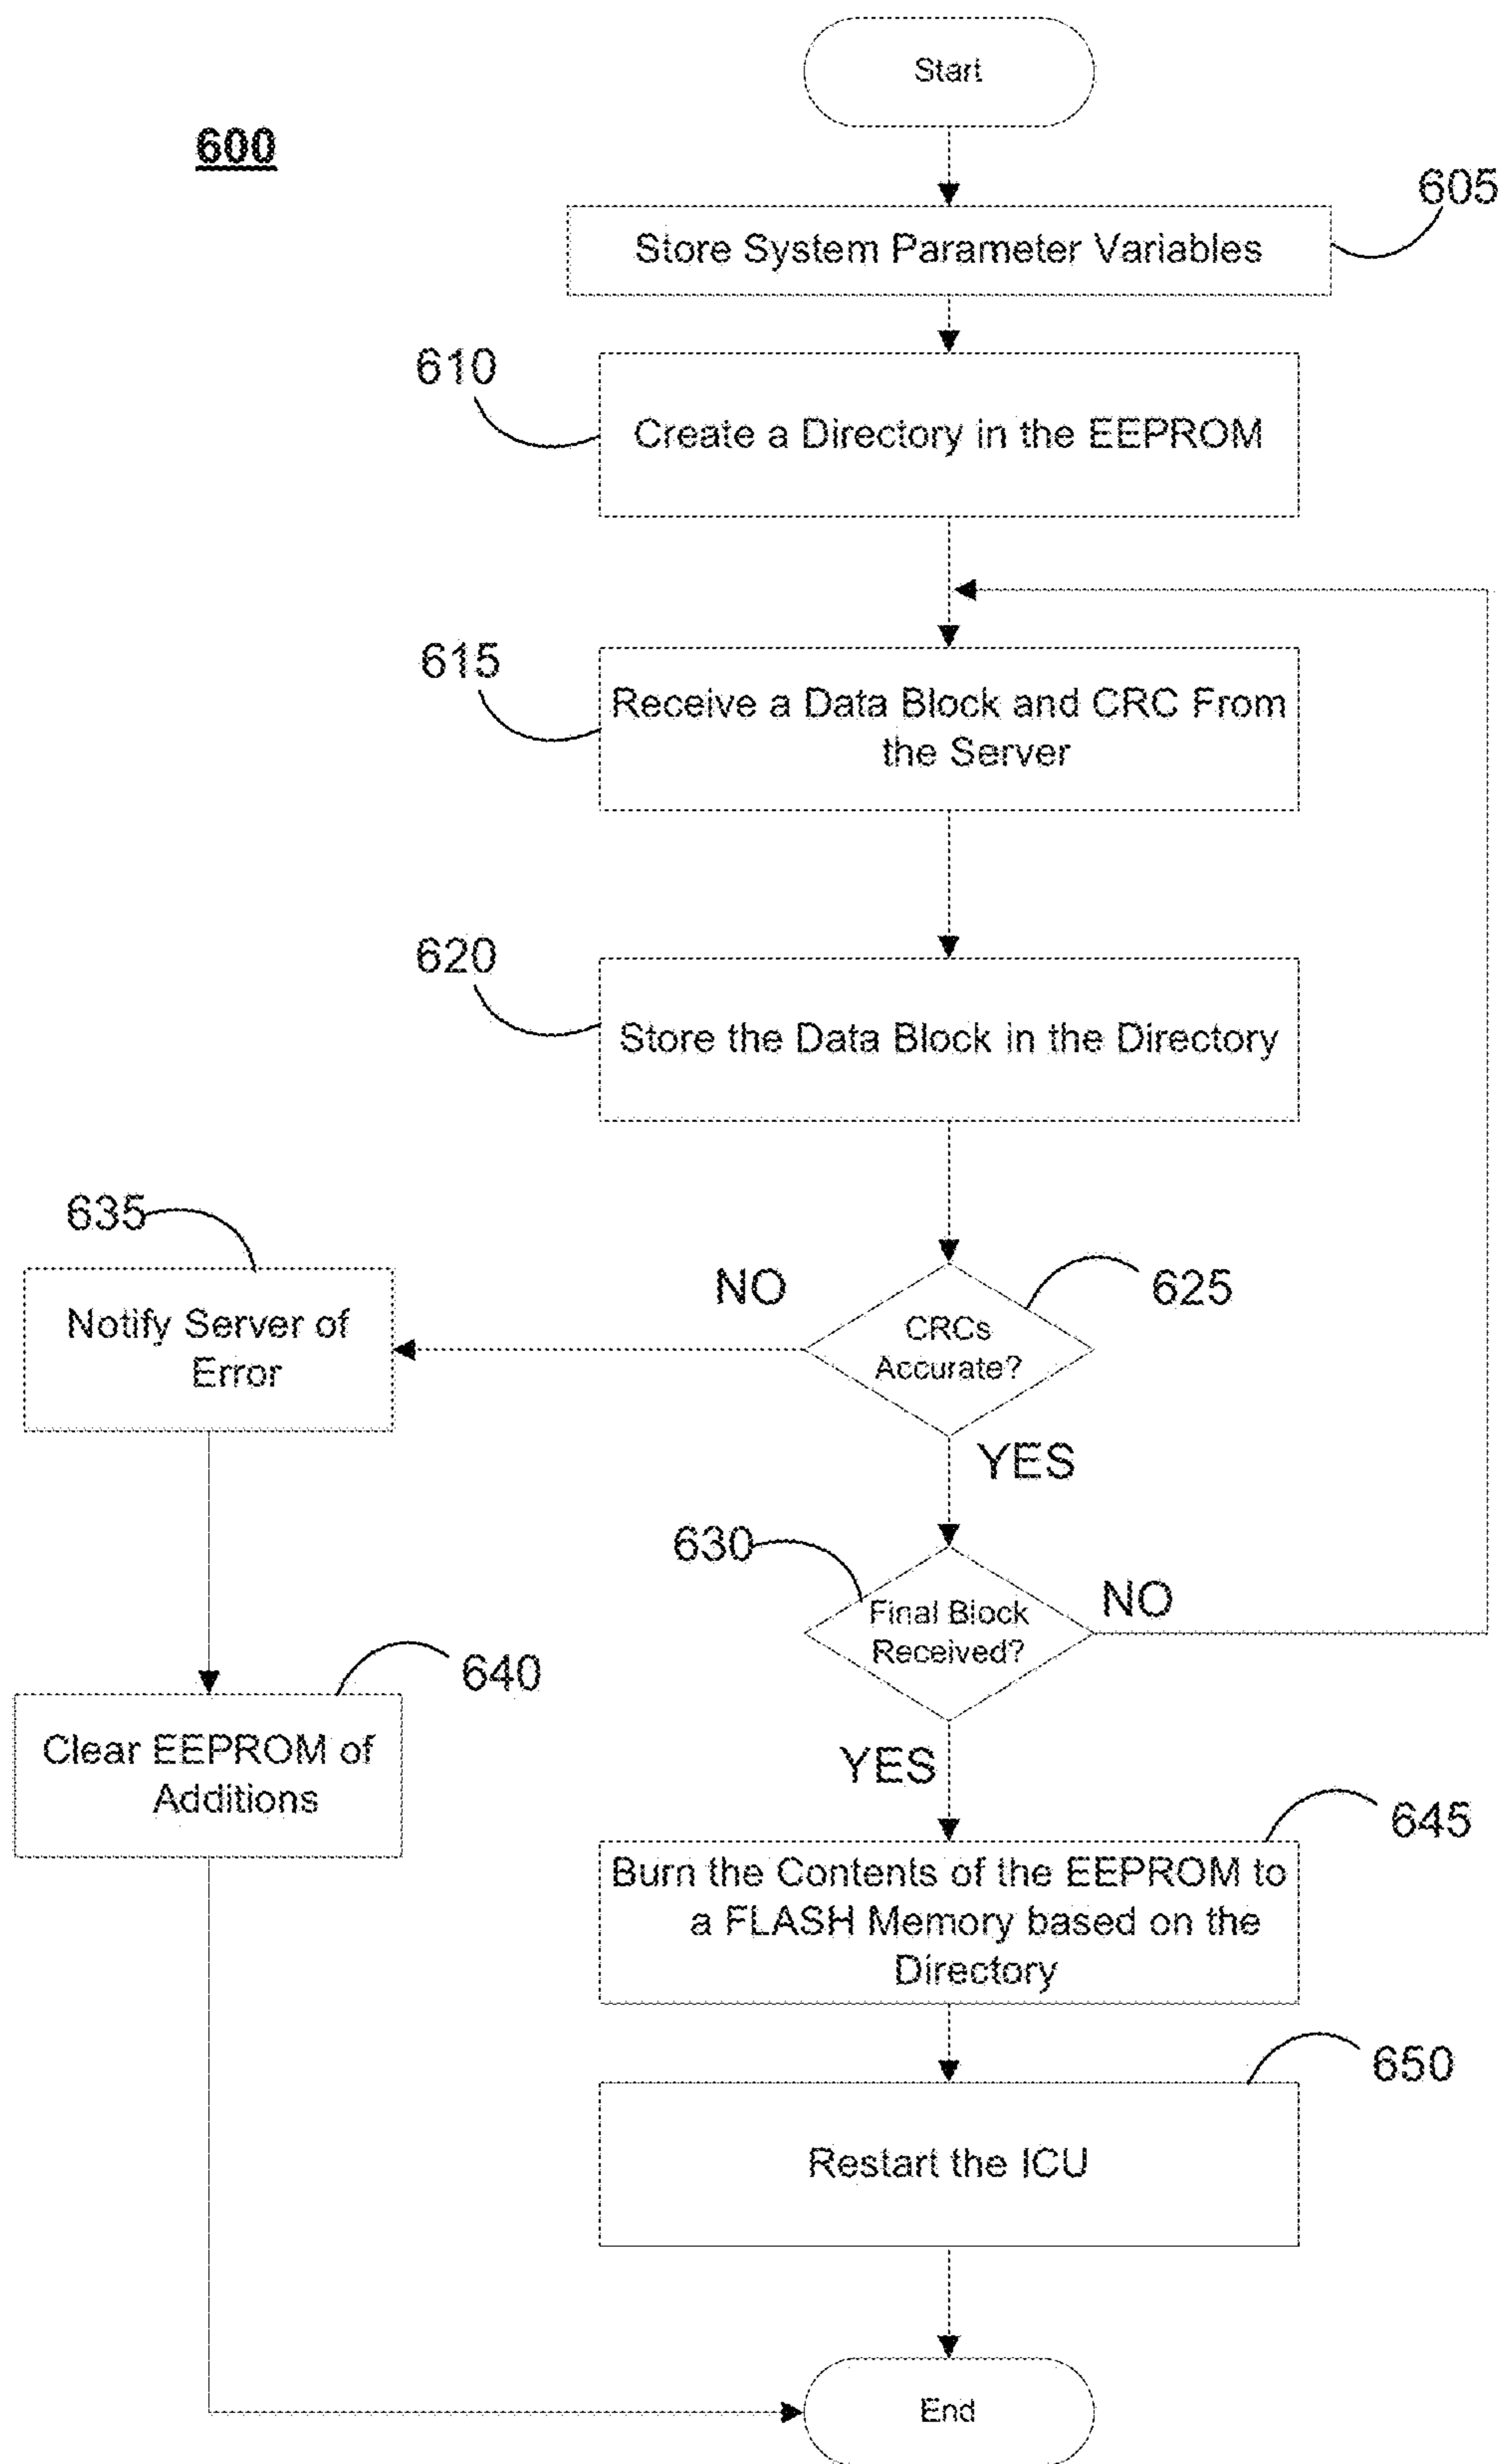 Start
600
605
Store System Parameter Variables
610
Create a Directory in the EEPROM
615
Receive a Data Block and CRC From
the Server
620
Store the Data Block in the Directory
635
NO
625
Notify Server of
Error
CRCs
Accurate?
YES
630
NO
Final Block
Received?
640
Clear EEPROM of
Additions
YES
645
Burn the Contents of the EEPROM to
a FLASH Memory based on the
Directory
650
Restart the ICU
End